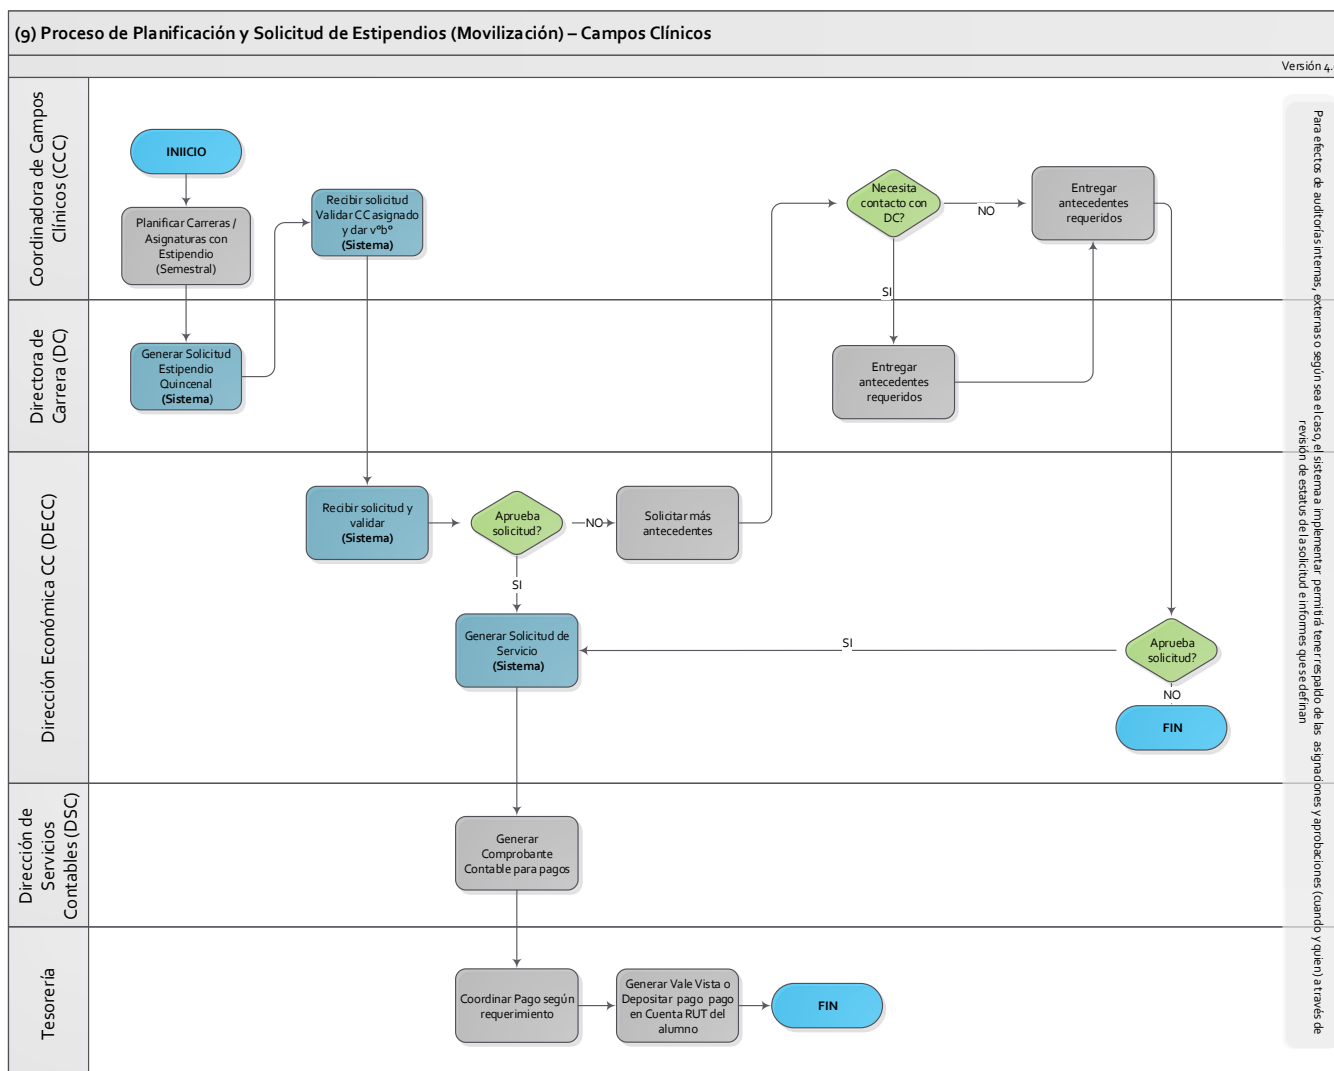 (9) Proceso de Planificación y Solicitud de Estipendios (Movilización) – Campos Clínicos
Versión 4.
Coordinadora de Campos
Clínicos (CCC)
INIICIO
Planificar Carreras /
Asignaturas con
Estipendio
(Semestral)
Recibir solicitud
Validar CC asignado
y dar vºbº
(Sistema)
Necesita
contacto con
DC?
NO
SI
Entregar
antecedentes
requeridos
Directora de
Carrera (DC)
Generar Solicitud
Estipendio
Quincenal
(Sistema)
Entregar
antecedentes
requeridos
Dirección Económica CC (DECC)
Recibir solicitud y
validar
(Sistema)
Aprueba
solicitud?
NO
SI
Solicitar más
antecedentes
Generar Solicitud de
Servicio
(Sistema)
SI
Aprueba
solicitud?
NO
FIN
Dirección de
Servicios
Contables (DSC)
Generar
Comprobante
Contable para pagos
Tesorería
Coordinar Pago según
requerimiento
Generar Vale Vista o
Depositar pago pago
en Cuenta RUT del
alumno
FIN
Para efectos de auditorías internas, externas o según sea el caso, el sistema a implementar permitirá tener respaldo de las asignaciones y aprobaciones (cuando y quien) a través de
revisión de estatus de la solicitud e informes que se definan